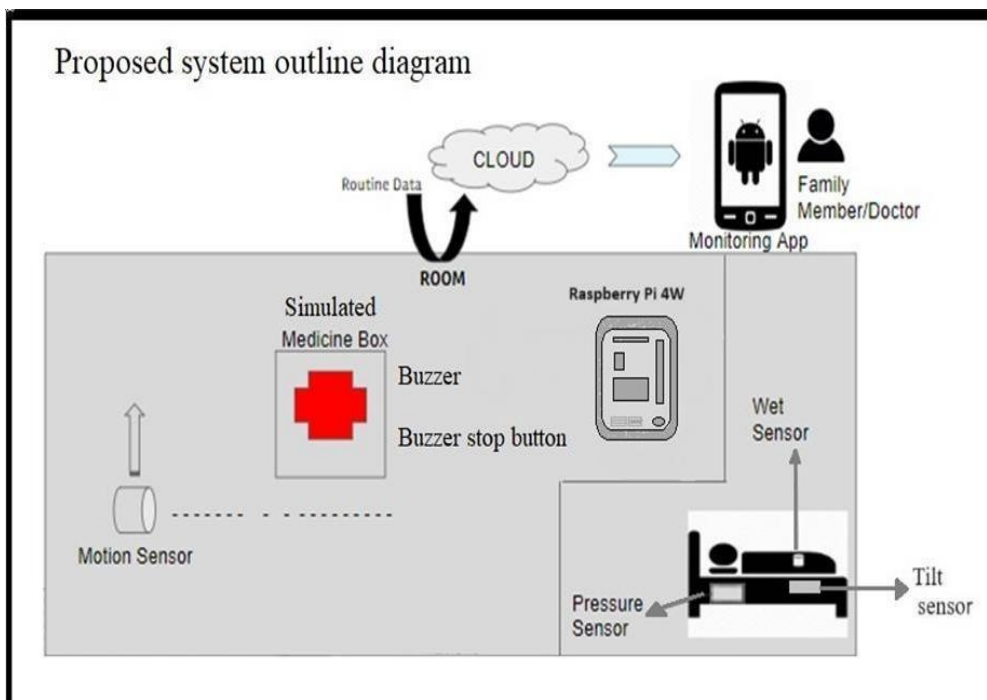 Proposed system outline diagram
CLOUD
Routine Data
Family
Member/Doctor
Monitoring App
ROOM
Simulated
Medicine Box
Raspberry Pi 4W
Buzzer
Buzzer stop button
Wet
Sensor
Motion Sensor
Pressure
Sensor
Tilt
sensor